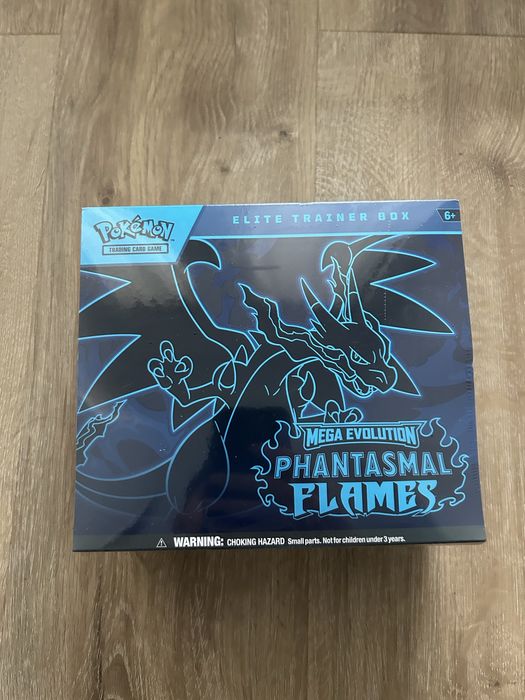 Pokémon
TRADING CARD GAME
ELITE TRAINER BOX
6+
MEGA EVOLUTION
PHANTASMAL
FLAMES
WARNING: CHOKING HAZARD Small parts. Not for children under 3 years.